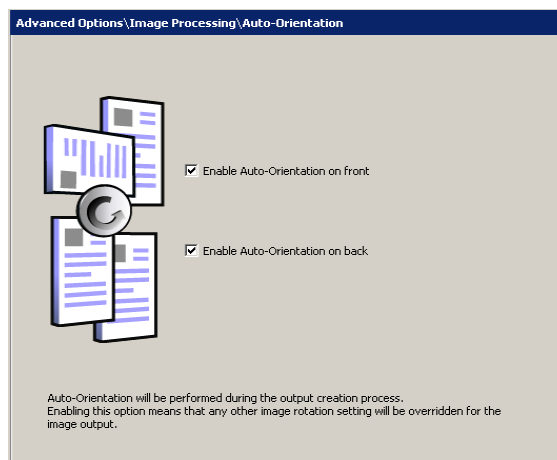 Advanced Options\Image Processing\Auto-Orientation
Enable Auto-Orientation on front
Enable Auto-Orientation on back
Auto-Orientation will be performed during the output creation process.
Enabling this option means that any other image rotation setting will be overridden for the
image output.